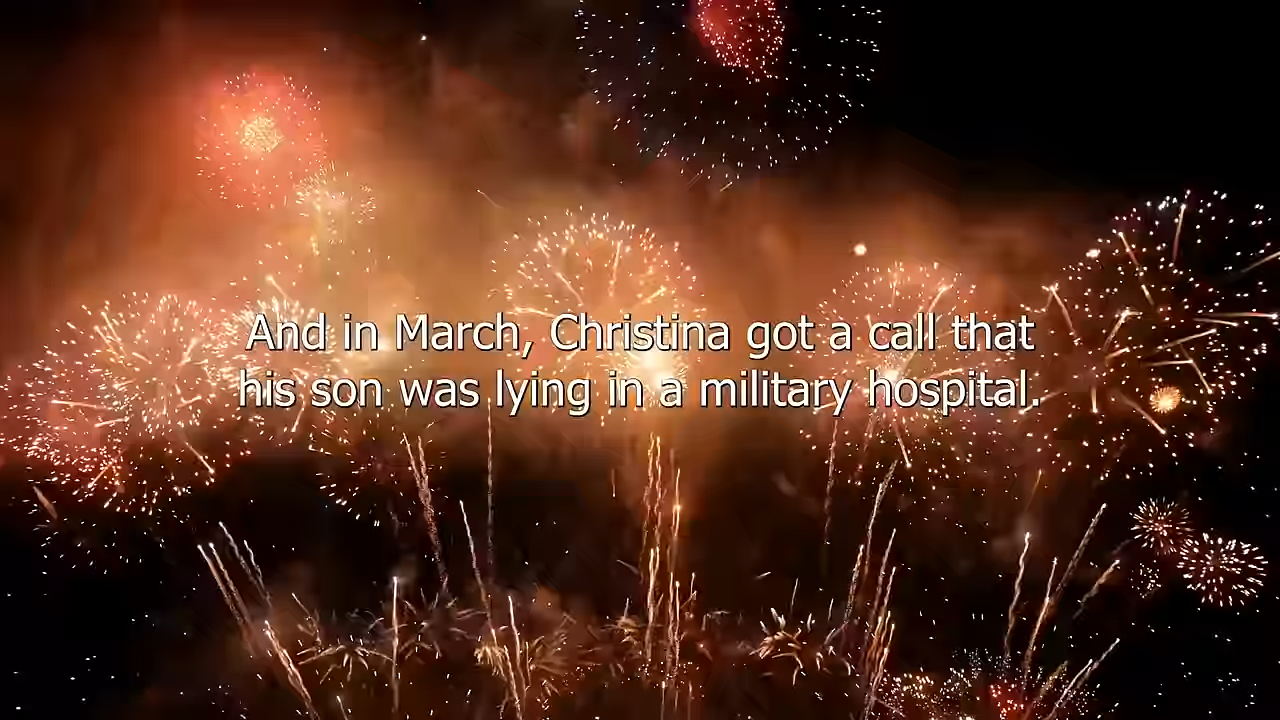 And in March, Christina got a call that
his son was lying in a military hospital.